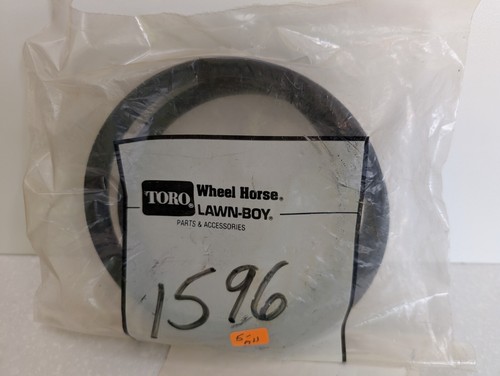 TORO® Wheel Horse®
LAWN-BOY®
PARTS & ACCESSORIES
1596